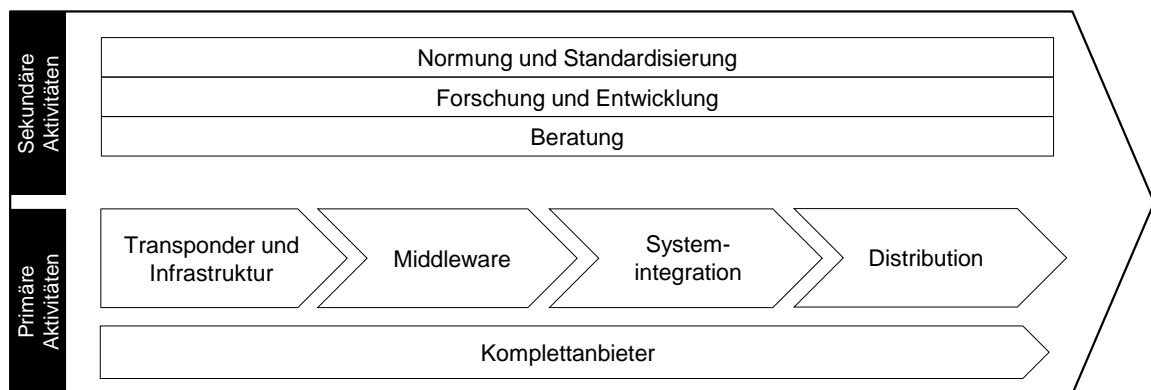 Sekundäre
Aktivitäten
Normung und Standardisierung
Forschung und Entwicklung
Beratung
Primäre
Aktivitäten
Transponder und
Infrastruktur
Middleware
System-
integration
Distribution
Komplettanbieter